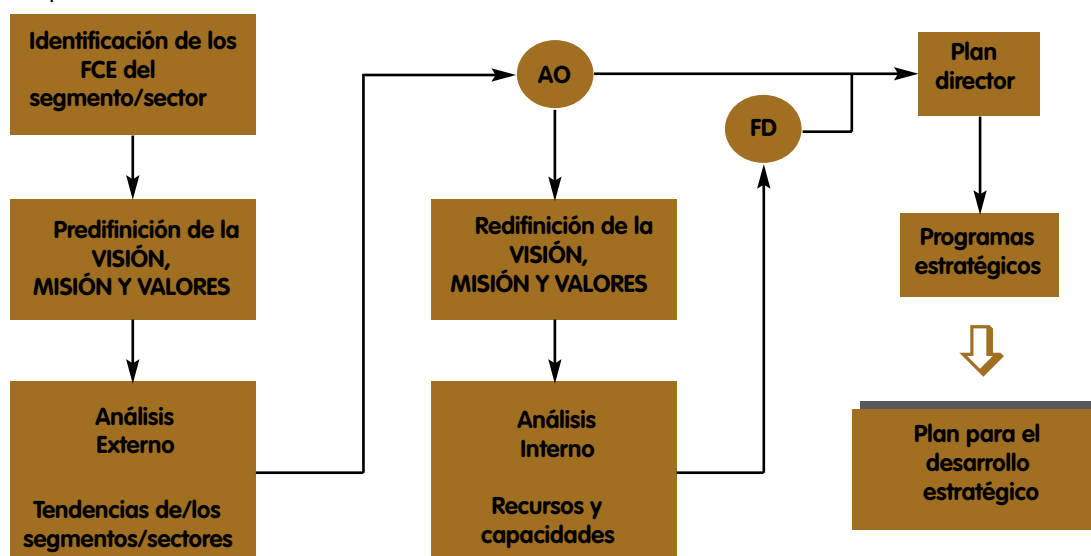 Identificación de los
FCE del
segmento/sector
Predifinición de la
VISIÓN,
MISIÓN Y VALORES
Análisis
Externo
Tendencias de/los
segmentos/sectores
AO
Redifinición de la
VISIÓN,
MISIÓN Y VALORES
Análisis
Interno
Recursos y
capacidades
FD
Plan
director
Programas
estratégicos
Plan para el
desarrollo
estratégico